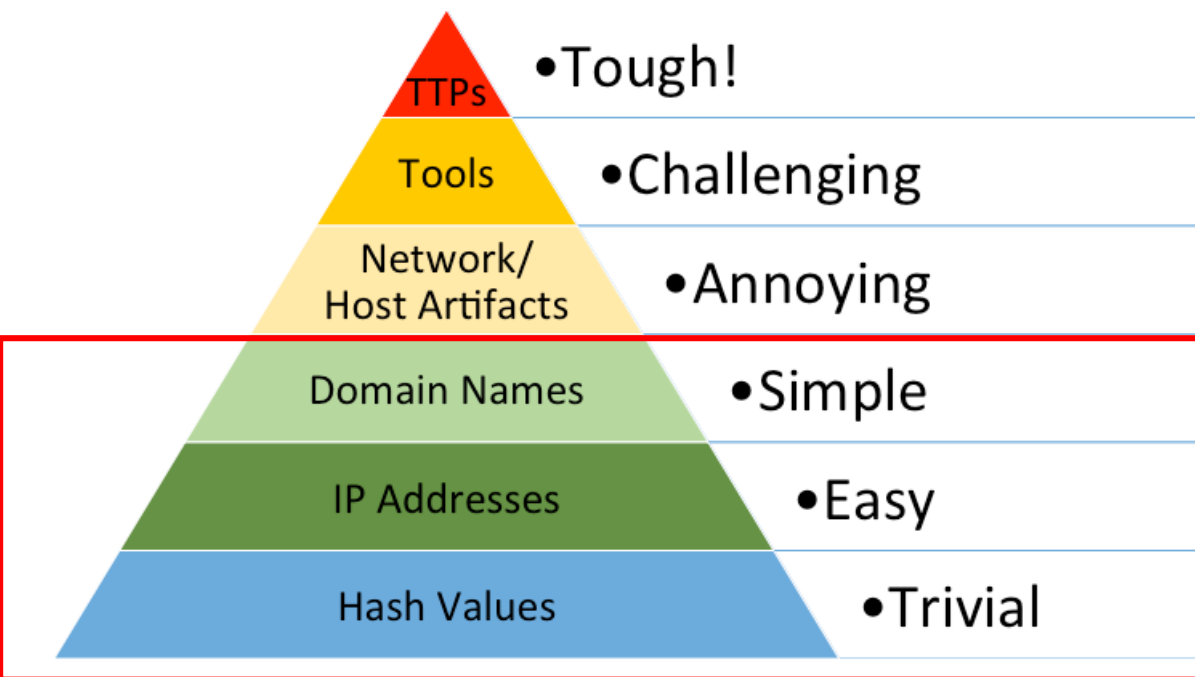 TTPs
•Tough!
Tools
•Challenging
Network/
Host Artifacts
•Annoying
Domain Names
•Simple
IP Addresses
•Easy
Hash Values
•Trivial